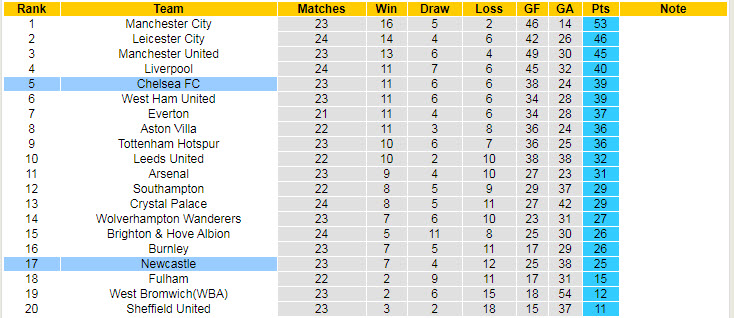 Rank Team Matches Win Draw Loss GF GA Pts Note
1 Manchester City 23 16 5 2 46 14 53
2 Leicester City 24 14 4 6 42 26 46
3 Manchester United 23 13 6 4 49 30 45
4 Liverpool 24 11 7 6 45 32 40
5 Chelsea FC 23 11 6 6 38 24 39
6 West Ham United 23 11 6 6 34 28 39
7 Everton 21 11 4 6 34 28 37
8 Aston Villa 22 11 3 8 36 24 36
9 Tottenham Hotspur 23 10 6 7 36 25 36
10 Leeds United 22 10 2 10 38 38 32
11 Arsenal 23 9 4 10 27 23 31
12 Southampton 22 8 5 9 29 37 29
13 Crystal Palace 24 8 5 11 27 42 29
14 Wolverhampton Wanderers 23 7 6 10 23 31 27
15 Brighton & Hove Albion 24 5 11 8 25 30 26
16 Burnley 23 7 5 11 17 29 26
17 Newcastle 23 7 4 12 25 38 25
18 Fulham 22 2 9 11 17 31 15
19 West Bromwich(WBA) 23 2 6 15 18 54 12
20 Sheffield United 23 3 2 18 15 37 11